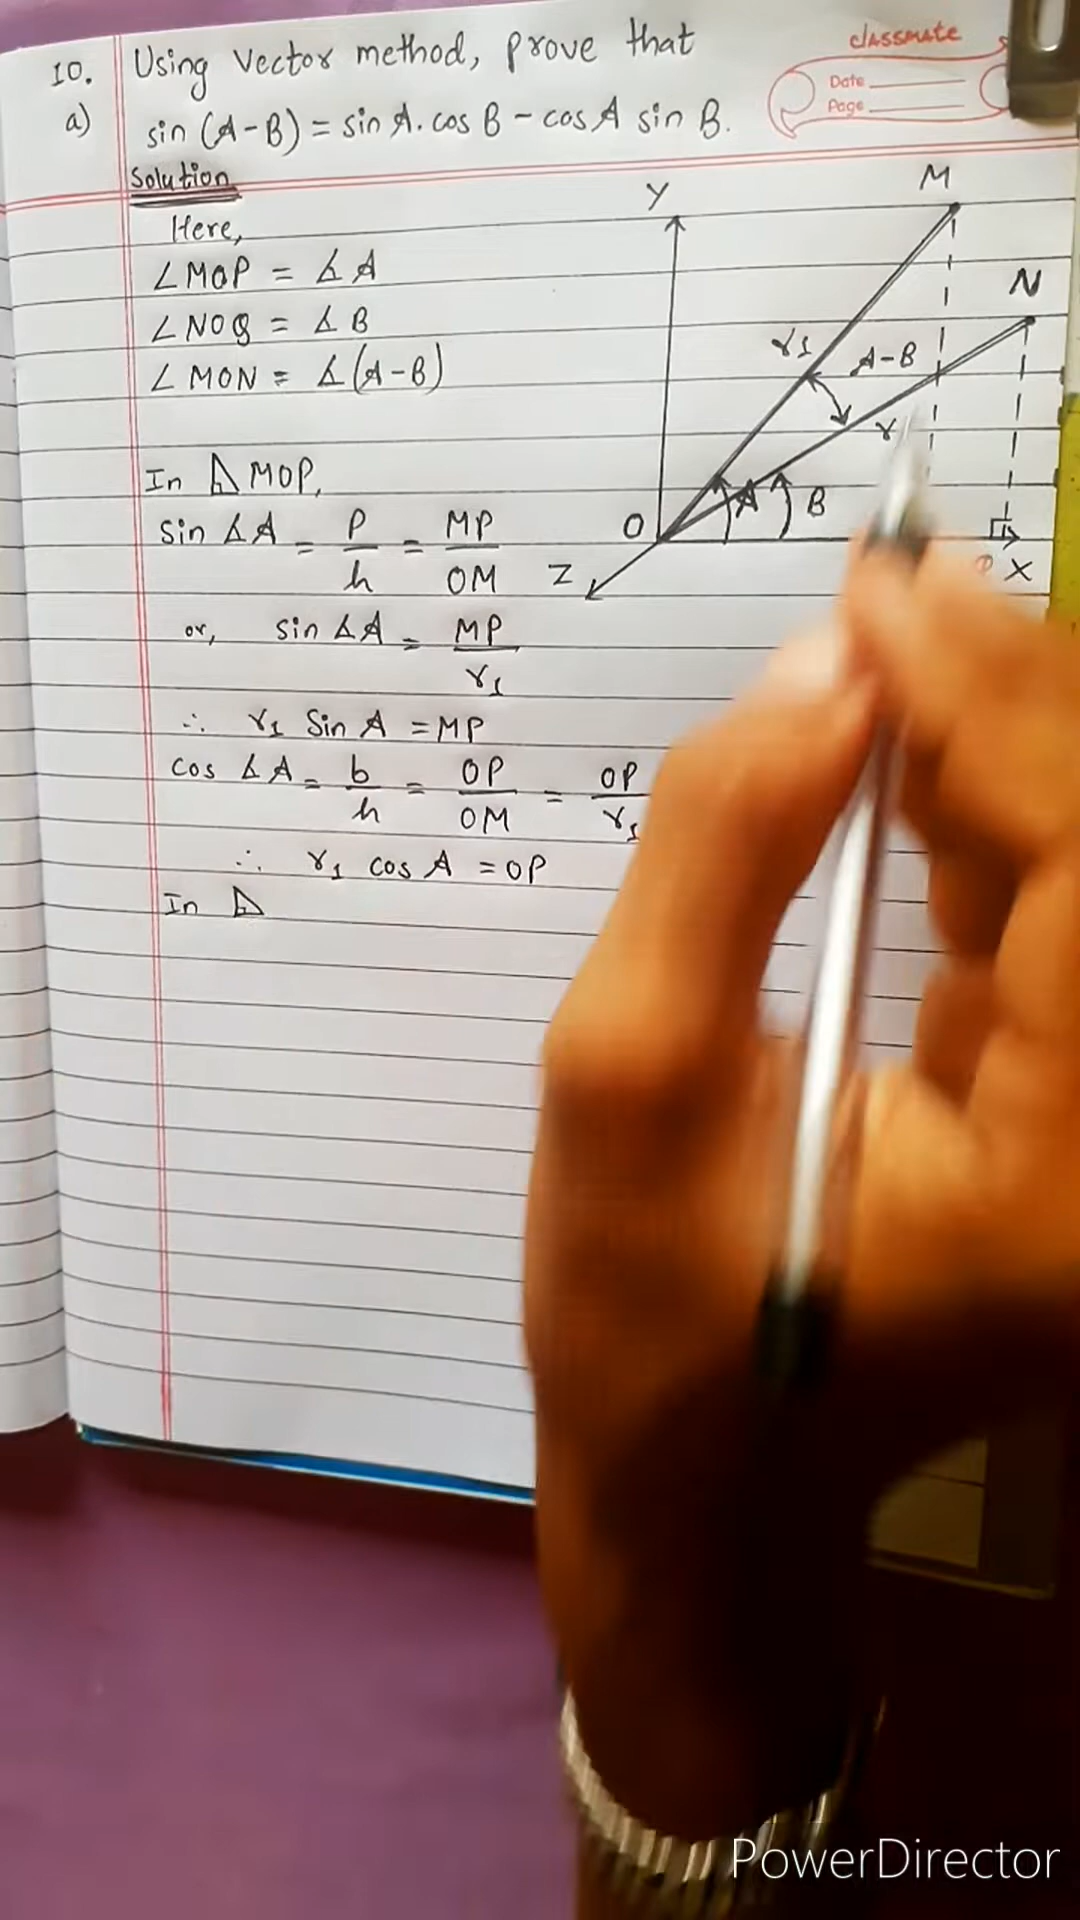 classmate
Date
Page
10. Using vector method, prove that
a) sin (A-B) = sin A. cos B - cos A sin B.
Solution
Here,
∠MOP = ∡A
∠NOQ = ∡B
∠MON = ∡(A-B)
Y
M
N
r1
A-B
r
A
B
O
Z
X
In ⊿MOP,
sin ∡A = P/h = MP/OM
or, sin ∡A = MP/r1
∴ r1 Sin A = MP
cos ∡A = b/h = OP/OM = OP/r1
∴ r1 cos A = OP
In ⊿
PowerDirector